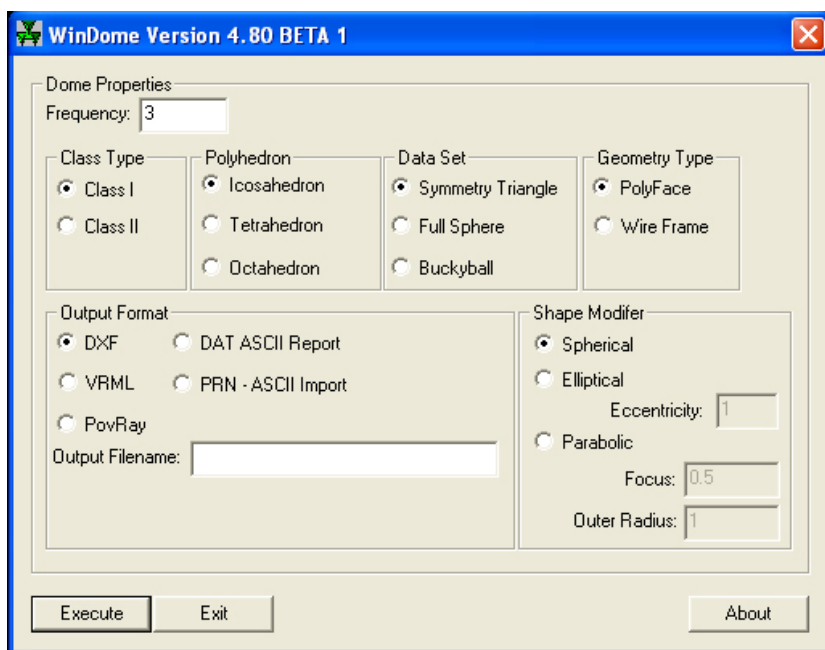 WinDome Version 4.80 BETA 1
Dome Properties
Frequency: 3
Class Type
Class I
Class II
Polyhedron
Icosahedron
Tetrahedron
Octahedron
Data Set
Symmetry Triangle
Full Sphere
Buckyball
Geometry Type
PolyFace
Wire Frame
Output Format
DXF
DAT ASCII Report
VRML
PRN - ASCII Import
PovRay
Output Filename:
Shape Modifer
Spherical
Elliptical
Eccentricity: 1
Parabolic
Focus: 0.5
Outer Radius: 1
Execute
Exit
About